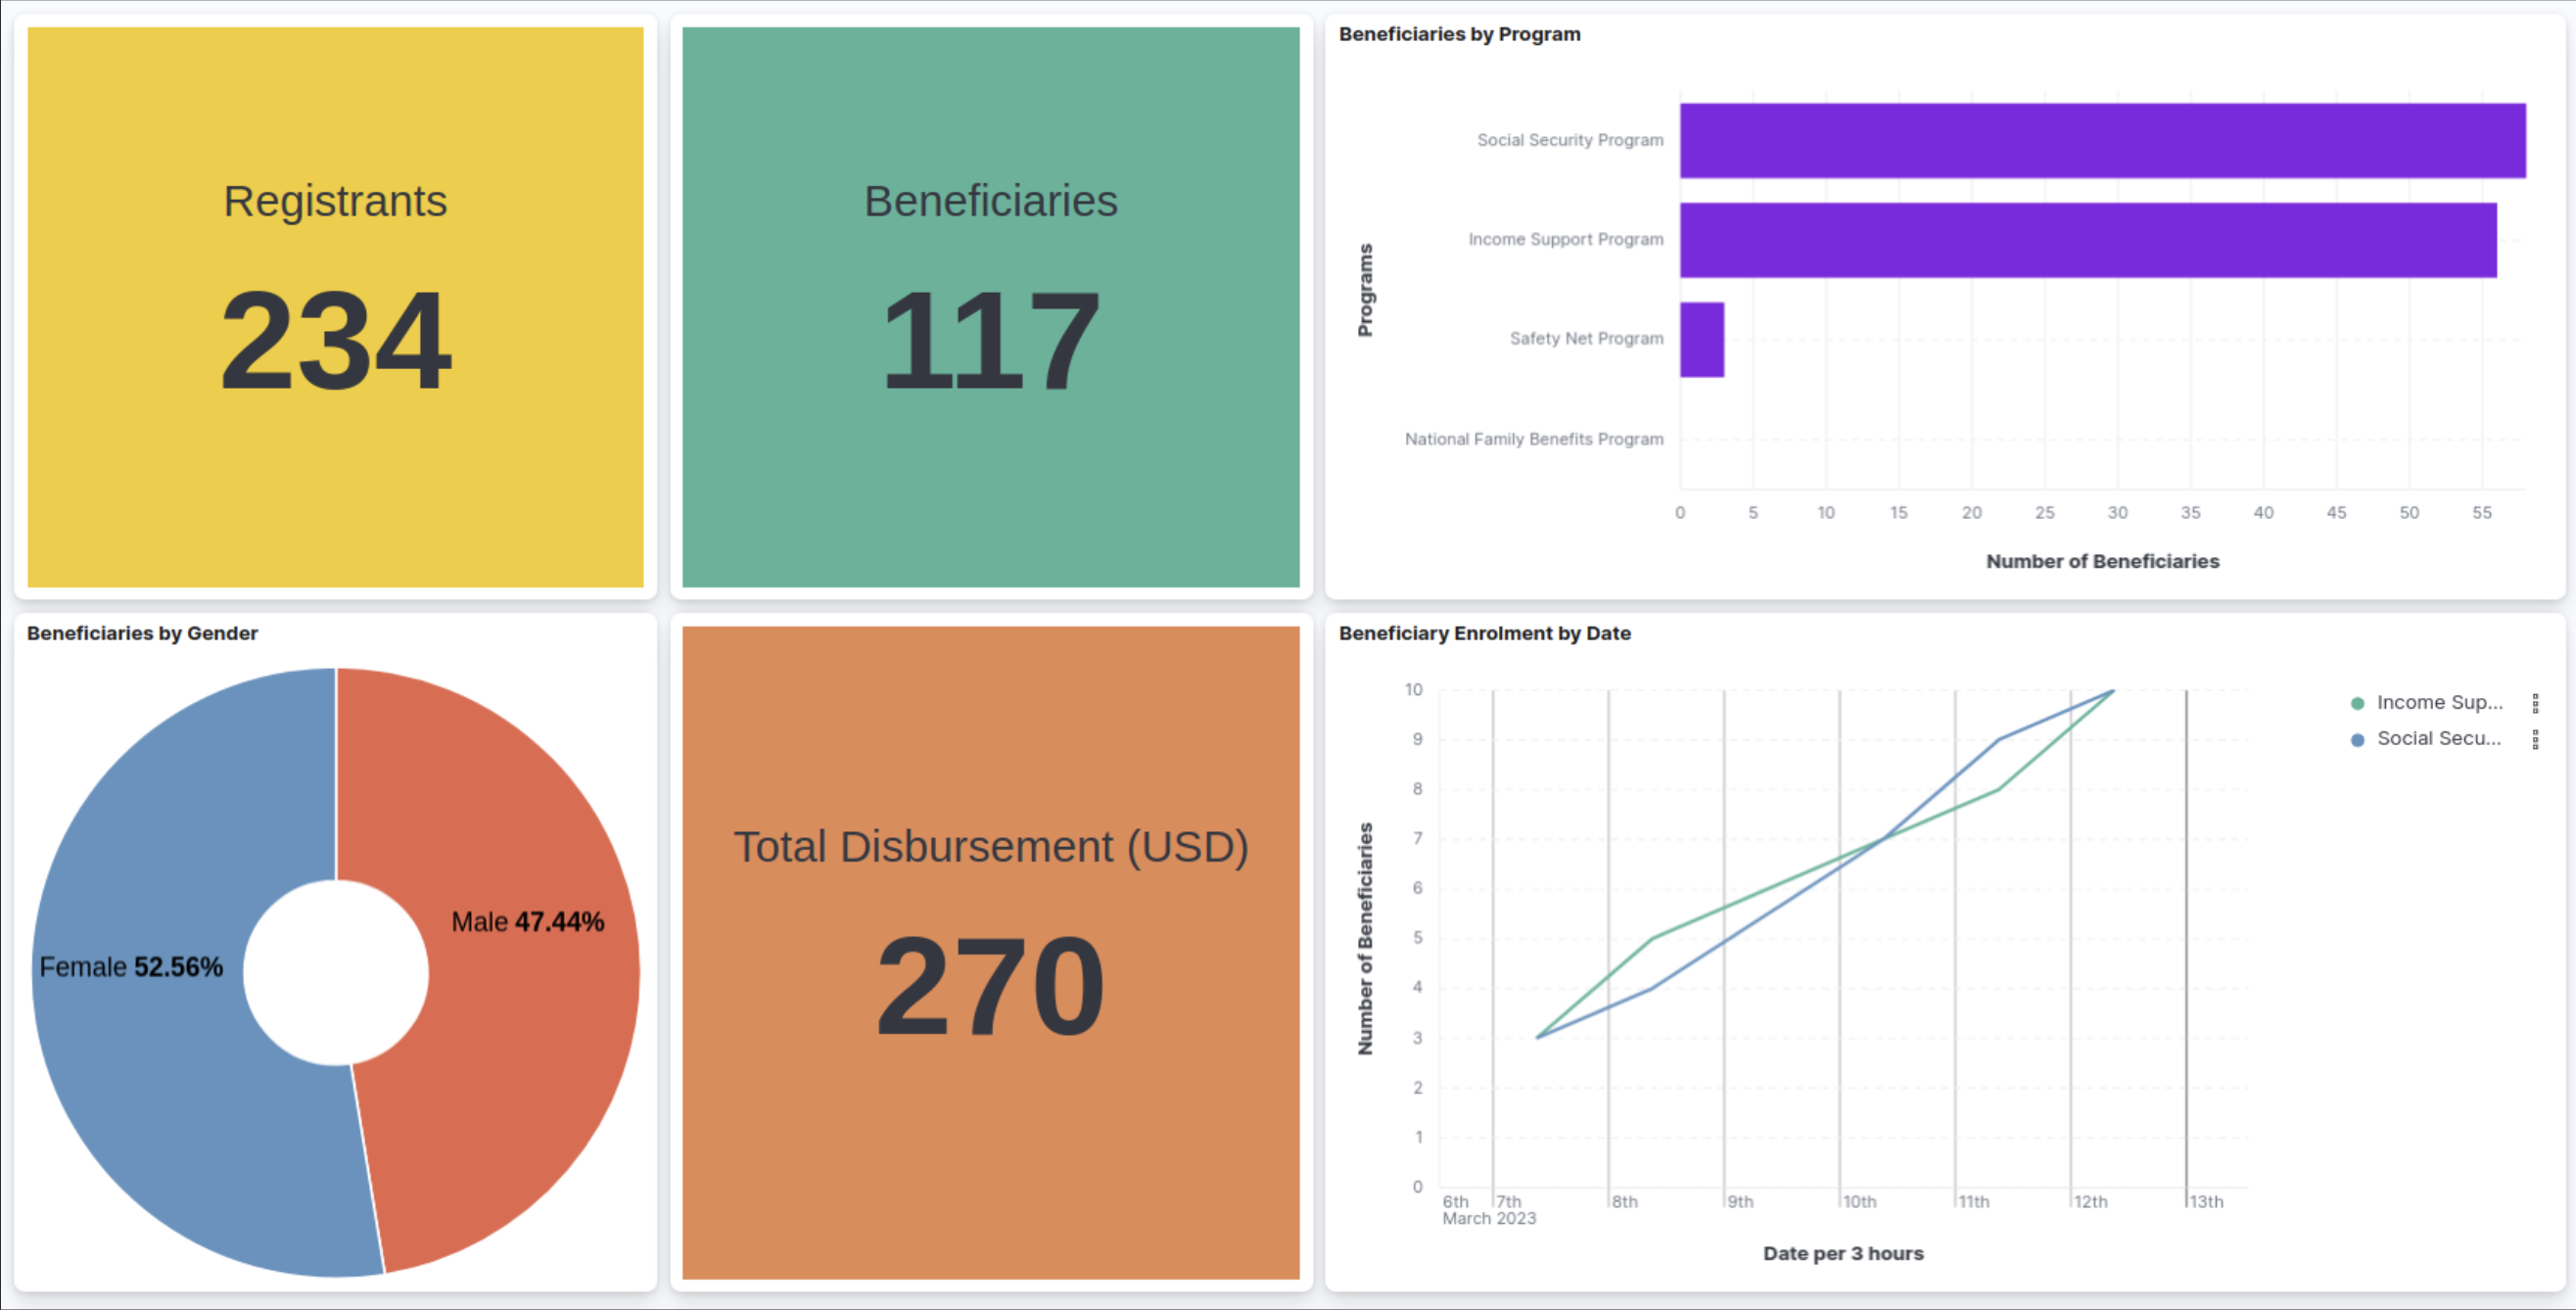 Registrants
234
Beneficiaries
117
Beneficiaries by Program
Programs
Social Security Program
Income Support Program
Safety Net Program
National Family Benefits Program
0 5 10 15 20 25 30 35 40 45 50 55
Number of Beneficiaries
Beneficiaries by Gender
Male 47.44%
Female 52.56%
Total Disbursement (USD)
270
Beneficiary Enrolment by Date
Number of Beneficiaries
10
9
8
7
6
5
4
3
2
1
0
6th 7th 8th 9th 10th 11th 12th 13th
March 2023
Date per 3 hours
Income Sup...
Social Secu...